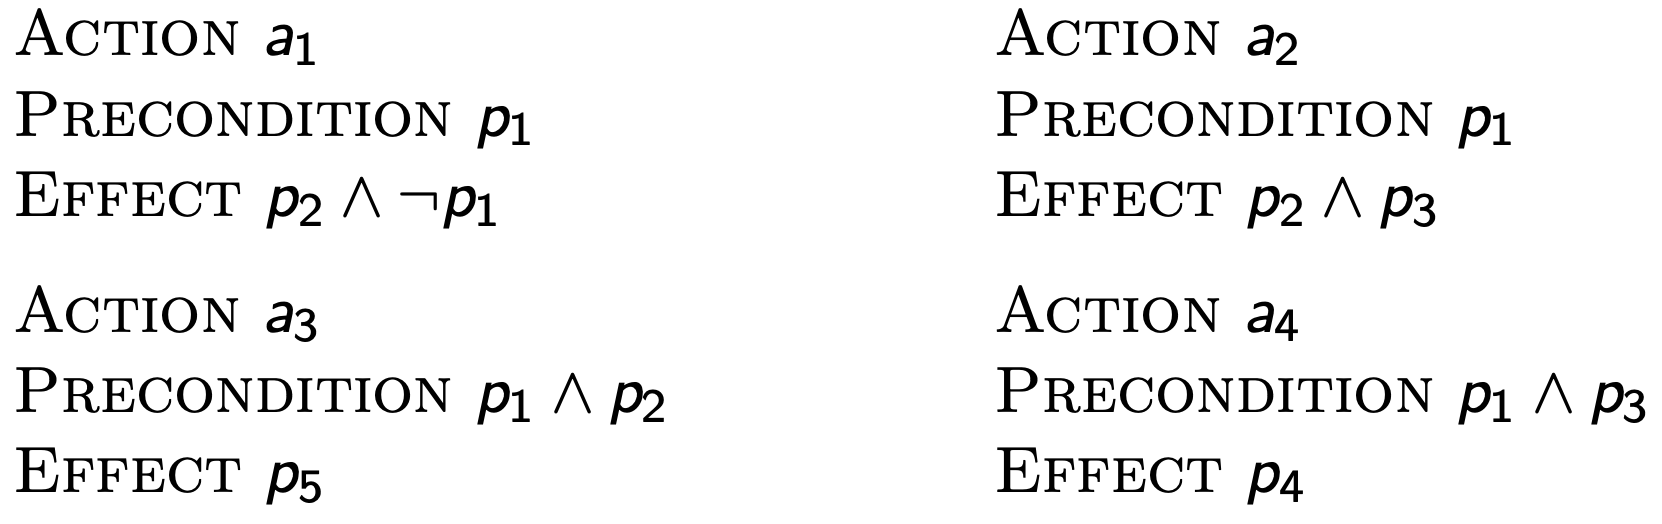 ACTION a₁
PRECONDITION p₁
EFFECT p₂ ∧ ¬p₁
ACTION a₂
PRECONDITION p₁
EFFECT p₂ ∧ p₃
ACTION a₃
PRECONDITION p₁ ∧ p₂
EFFECT p₅
ACTION a₄
PRECONDITION p₁ ∧ p₃
EFFECT p₄